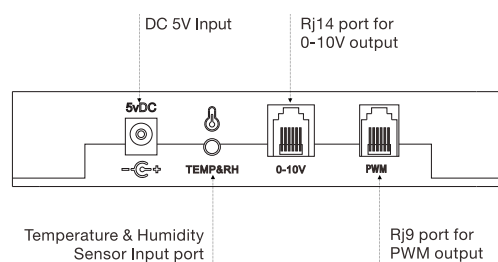 DC 5V Input
Rj14 port for
0-10V output
5vDC
TEMP&RH
0-10V
PWM
Temperature & Humidity
Sensor Input port
Rj9 port for
PWM output